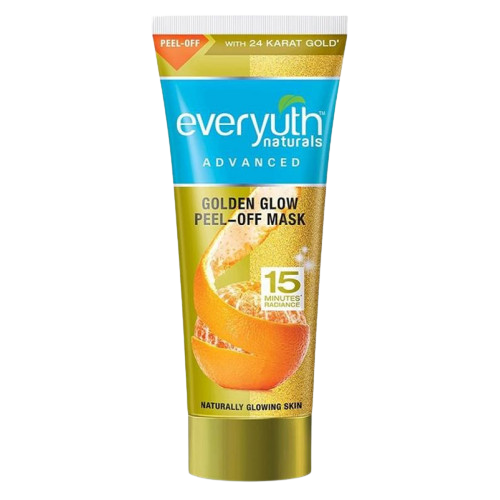 PEEL-OFF
WITH 24 KARAT GOLD*
everyuth™
naturals
ADVANCED
GOLDEN GLOW
PEEL-OFF MASK
15
MINUTES*
RADIANCE
NATURALLY GLOWING SKIN